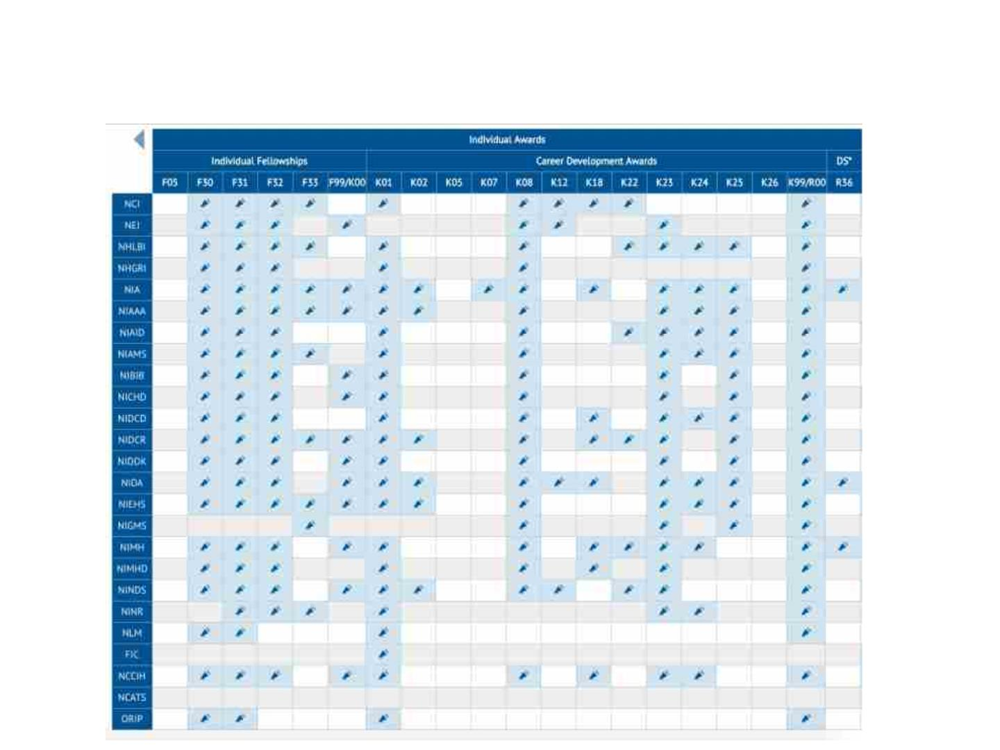 Individual Awards
Individual Fellowships Career Development Awards DS*
F05 F30 F31 F32 F33 F99/K00 K01 K02 K05 K07 K08 K12 K18 K22 K23 K24 K25 K26 K99/R00 R36
NCI
NEI
NHLBI
NHGRI
NIA
NIAAA
NIAID
NIAMS
NIBIB
NICHD
NIDCD
NIDCR
NIDDK
NIDA
NIEHS
NIGMS
NIMH
NIMHD
NINDS
NINR
NLM
FIC
NCCIH
NCATS
ORIP